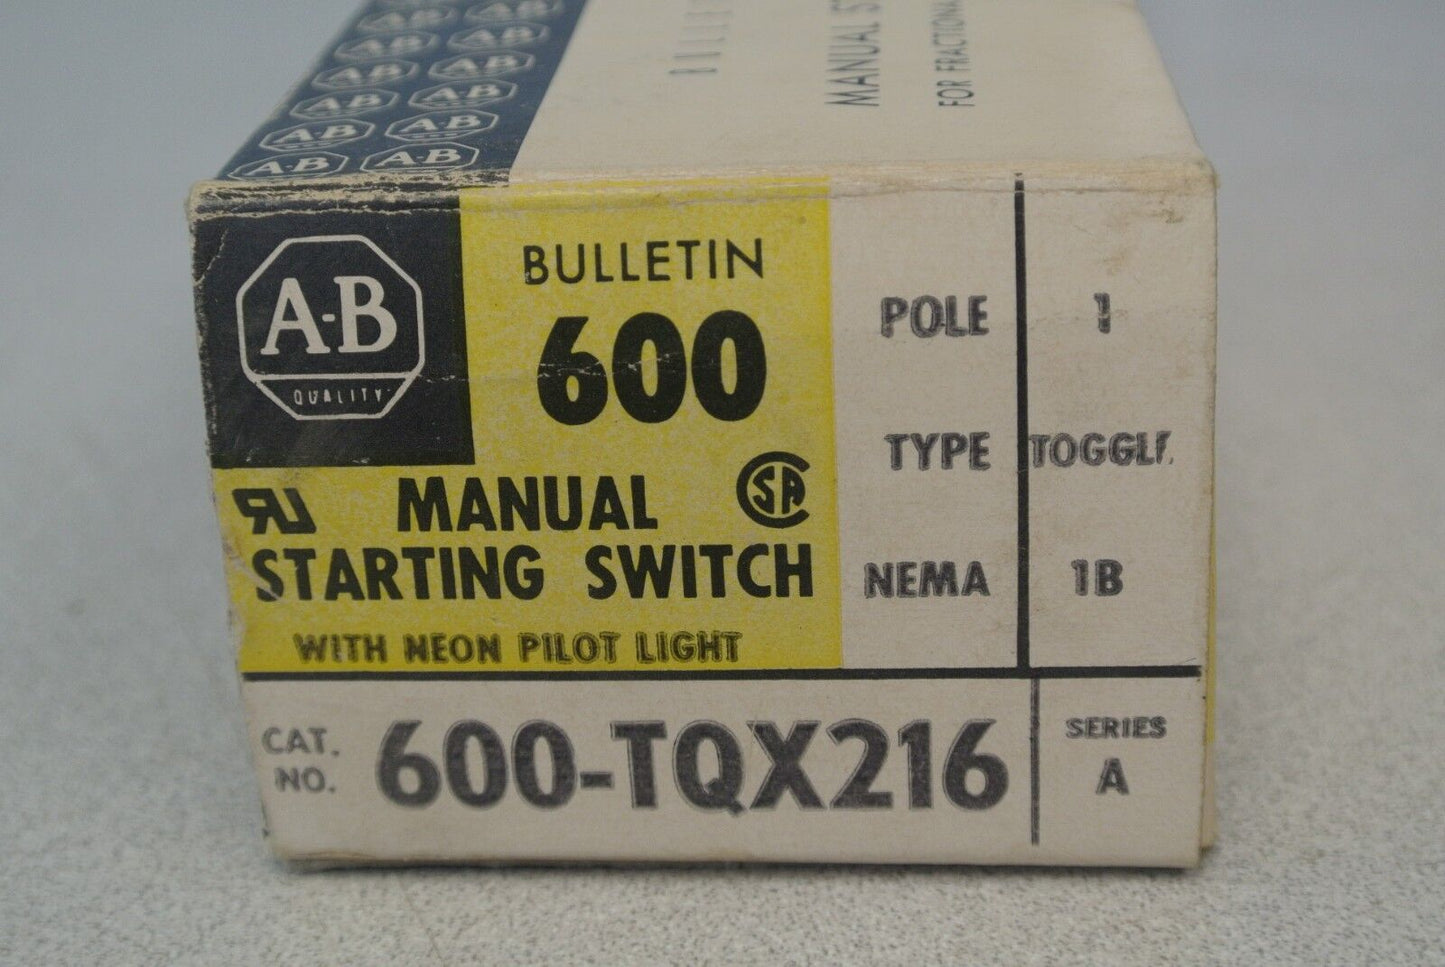 A-B A-B
A-B A-B
A-B A-B
A-B A-B
A-B A-B
A-B A-B
MANUAL
FOR FRACTIONA
A-B
QUALITY
BULLETIN
600
MANUAL
SA
STARTING SWITCH
WITH NEON PILOT LIGHT
POLE 1
TYPE TOGGLE
NEMA 1B
CAT.
NO.
600-TQX216
SERIES
A